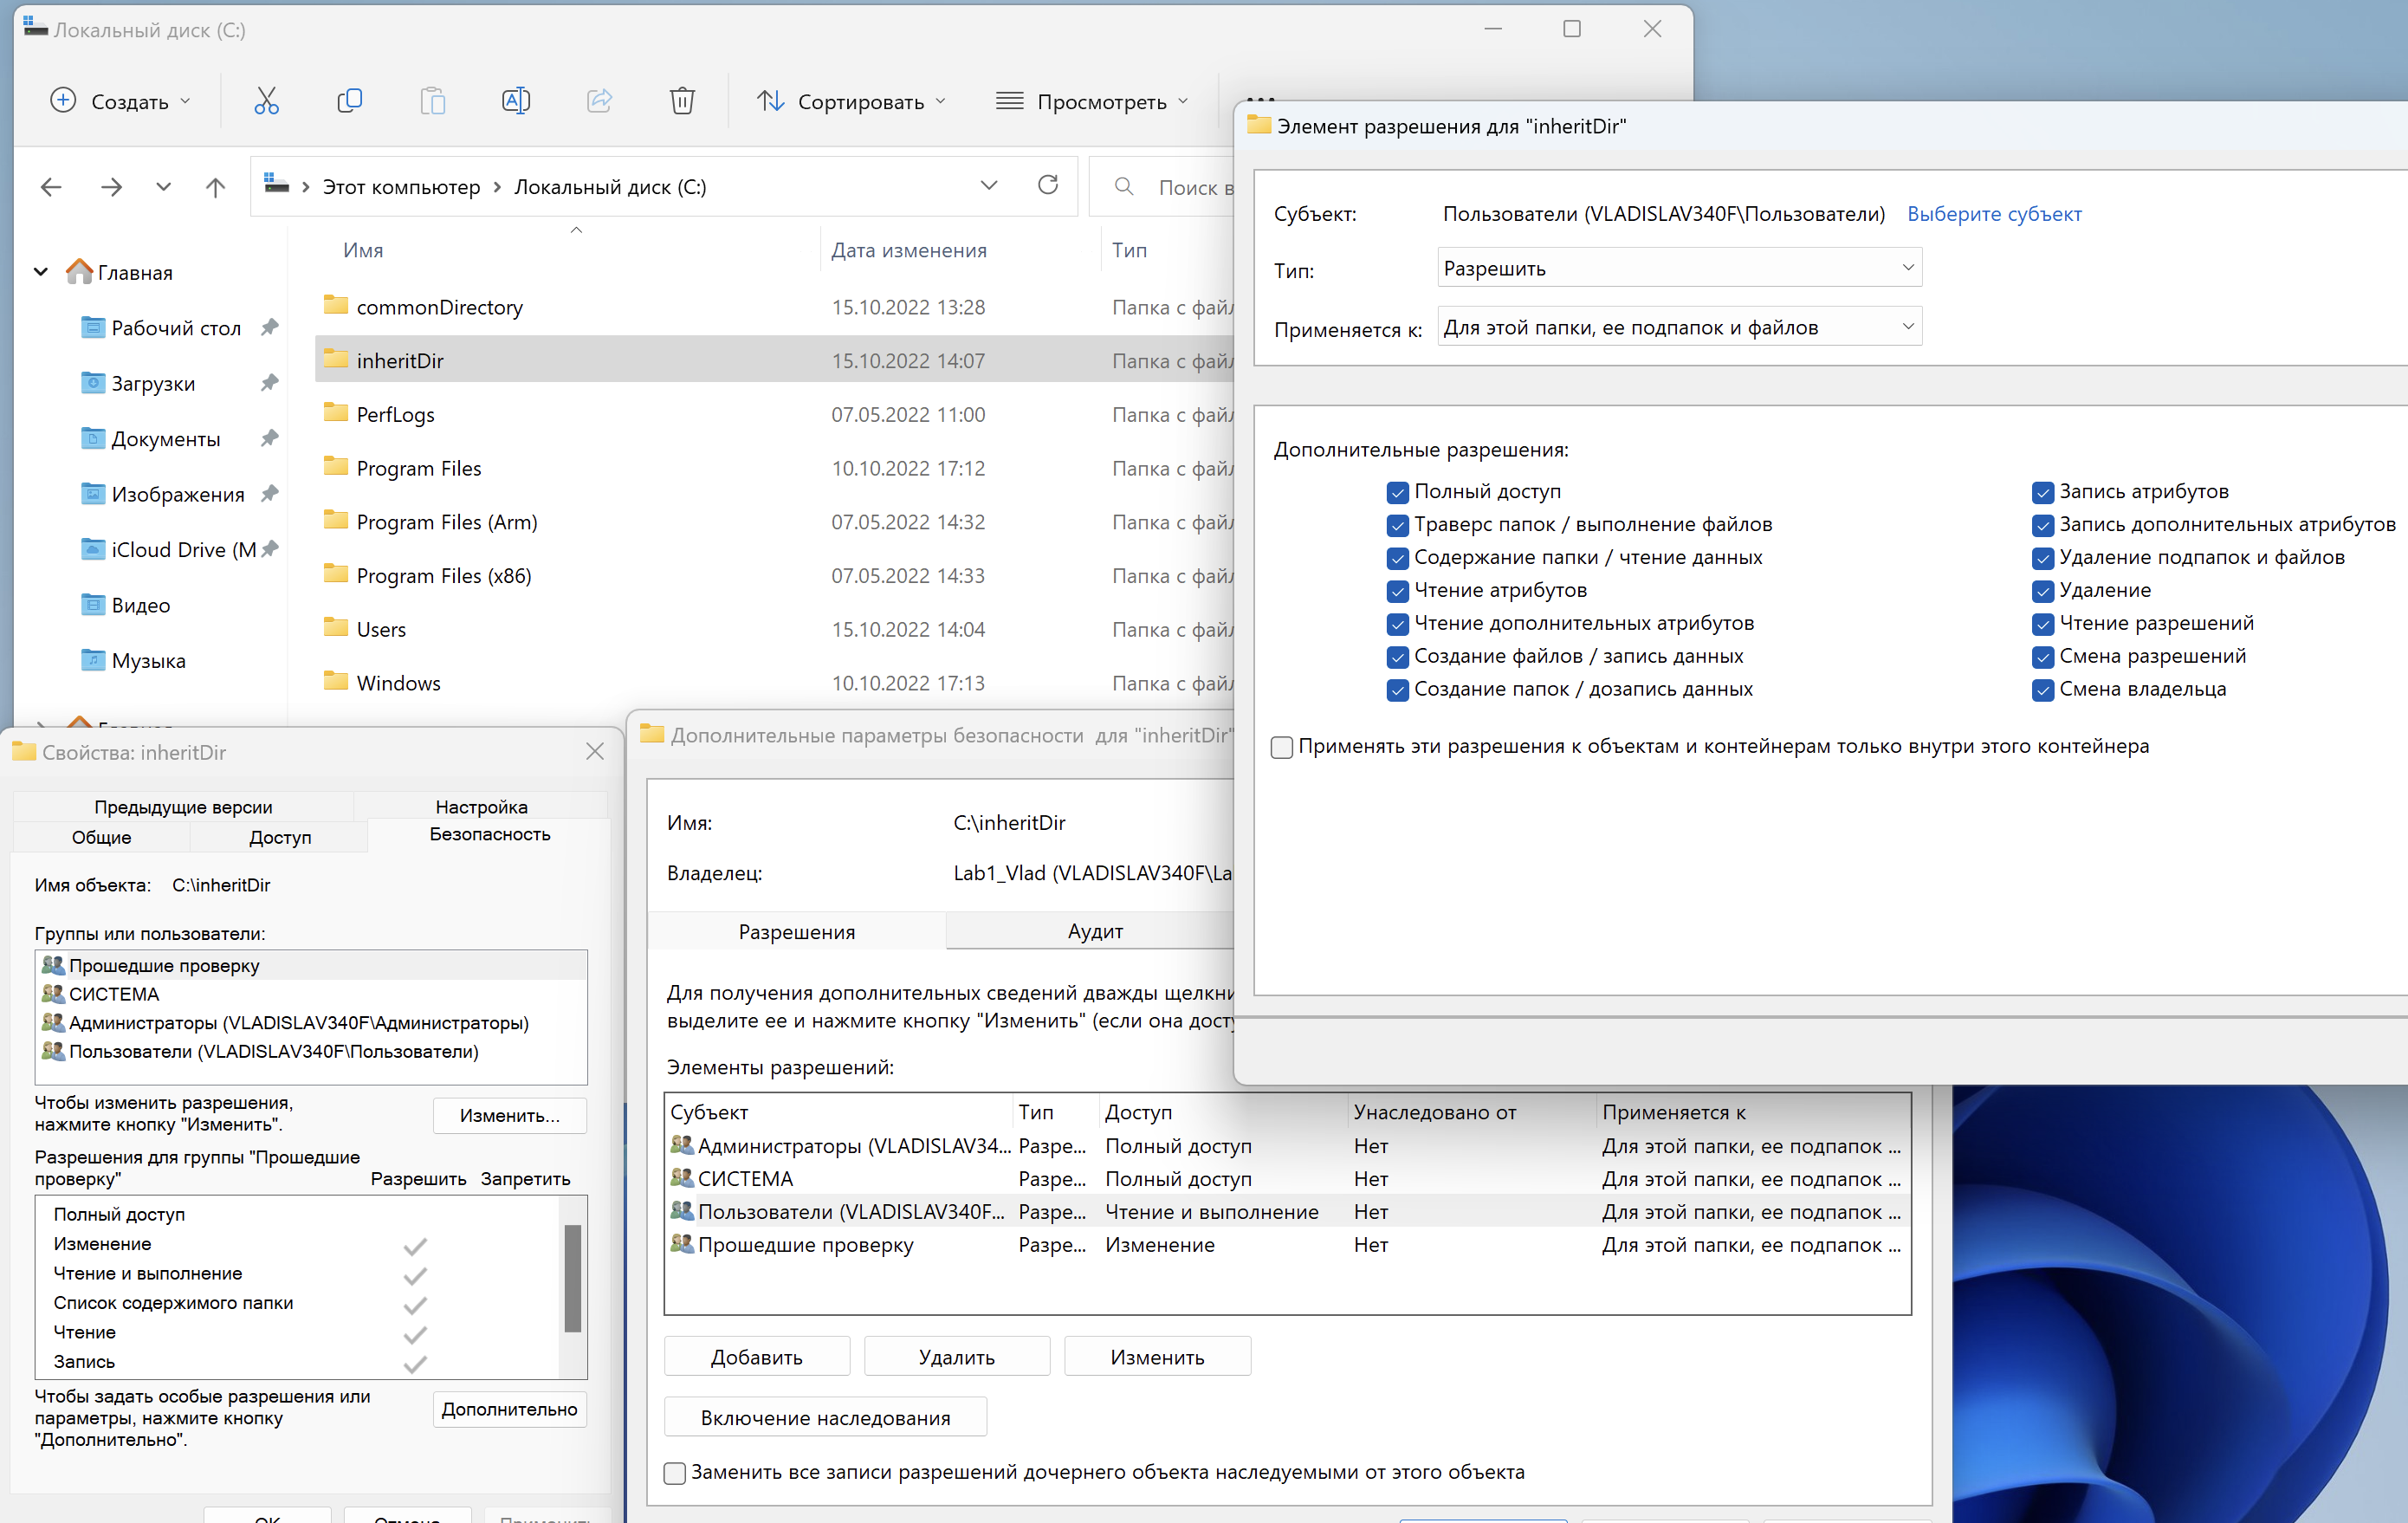 Локальный диск (C:)
Создать
Сортировать
Просмотреть
Этот компьютер
Локальный диск (C:)
Поиск в
Имя
Дата изменения
Тип
Главная
Рабочий стол
Загрузки
Документы
Изображения
iCloud Drive (M
Видео
Музыка
commonDirectory 15.10.2022 13:28 Папка с файл
inheritDir 15.10.2022 14:07 Папка с файл
PerfLogs 07.05.2022 11:00 Папка с файл
Program Files 10.10.2022 17:12 Папка с файл
Program Files (Arm) 07.05.2022 14:32 Папка с файл
Program Files (x86) 07.05.2022 14:33 Папка с файл
Users 15.10.2022 14:04 Папка с файл
Windows 10.10.2022 17:13 Папка с файл
Элемент разрешения для "inheritDir"
Субъект: Пользователи (VLADISLAV340F\Пользователи) Выберите субъект
Тип: Разрешить
Применяется к: Для этой папки, ее подпапок и файлов
Дополнительные разрешения:
Полный доступ
Траверс папок / выполнение файлов
Содержание папки / чтение данных
Чтение атрибутов
Чтение дополнительных атрибутов
Создание файлов / запись данных
Создание папок / дозапись данных
Запись атрибутов
Запись дополнительных атрибутов
Удаление подпапок и файлов
Удаление
Чтение разрешений
Смена разрешений
Смена владельца
Применять эти разрешения к объектам и контейнерам только внутри этого контейнера
Свойства: inheritDir
Предыдущие версии Настройка
Общие Доступ Безопасность
Имя объекта: C:\inheritDir
Группы или пользователи:
Прошедшие проверку
СИСТЕМА
Администраторы (VLADISLAV340F\Администраторы)
Пользователи (VLADISLAV340F\Пользователи)
Чтобы изменить разрешения,
нажмите кнопку "Изменить".
Изменить...
Разрешения для группы "Прошедшие
проверку" Разрешить Запретить
Полный доступ
Изменение
Чтение и выполнение
Список содержимого папки
Чтение
Запись
Чтобы задать особые разрешения или
параметры, нажмите кнопку
"Дополнительно".
Дополнительно
ОК Отмена Применить
Дополнительные параметры безопасности для "inheritDir"
Имя: C:\inheritDir
Владелец: Lab1_Vlad (VLADISLAV340F\La
Разрешения Аудит
Для получения дополнительных сведений дважды щелкни
выделите ее и нажмите кнопку "Изменить" (если она досту
Элементы разрешений:
Субъект Тип Доступ Унаследовано от Применяется к
Администраторы (VLADISLAV34... Разре... Полный доступ Нет Для этой папки, ее подпапок ...
СИСТЕМА Разре... Полный доступ Нет Для этой папки, ее подпапок ...
Пользователи (VLADISLAV340F... Разре... Чтение и выполнение Нет Для этой папки, ее подпапок ...
Прошедшие проверку Разре... Изменение Нет Для этой папки, ее подпапок ...
Добавить Удалить Изменить
Включение наследования
Заменить все записи разрешений дочернего объекта наследуемыми от этого объекта